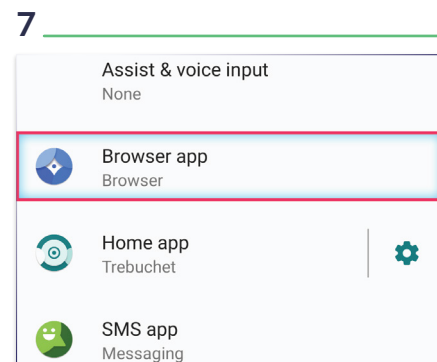 7
Assist & voice input
None
Browser app
Browser
Home app
Trebuchet
SMS app
Messaging